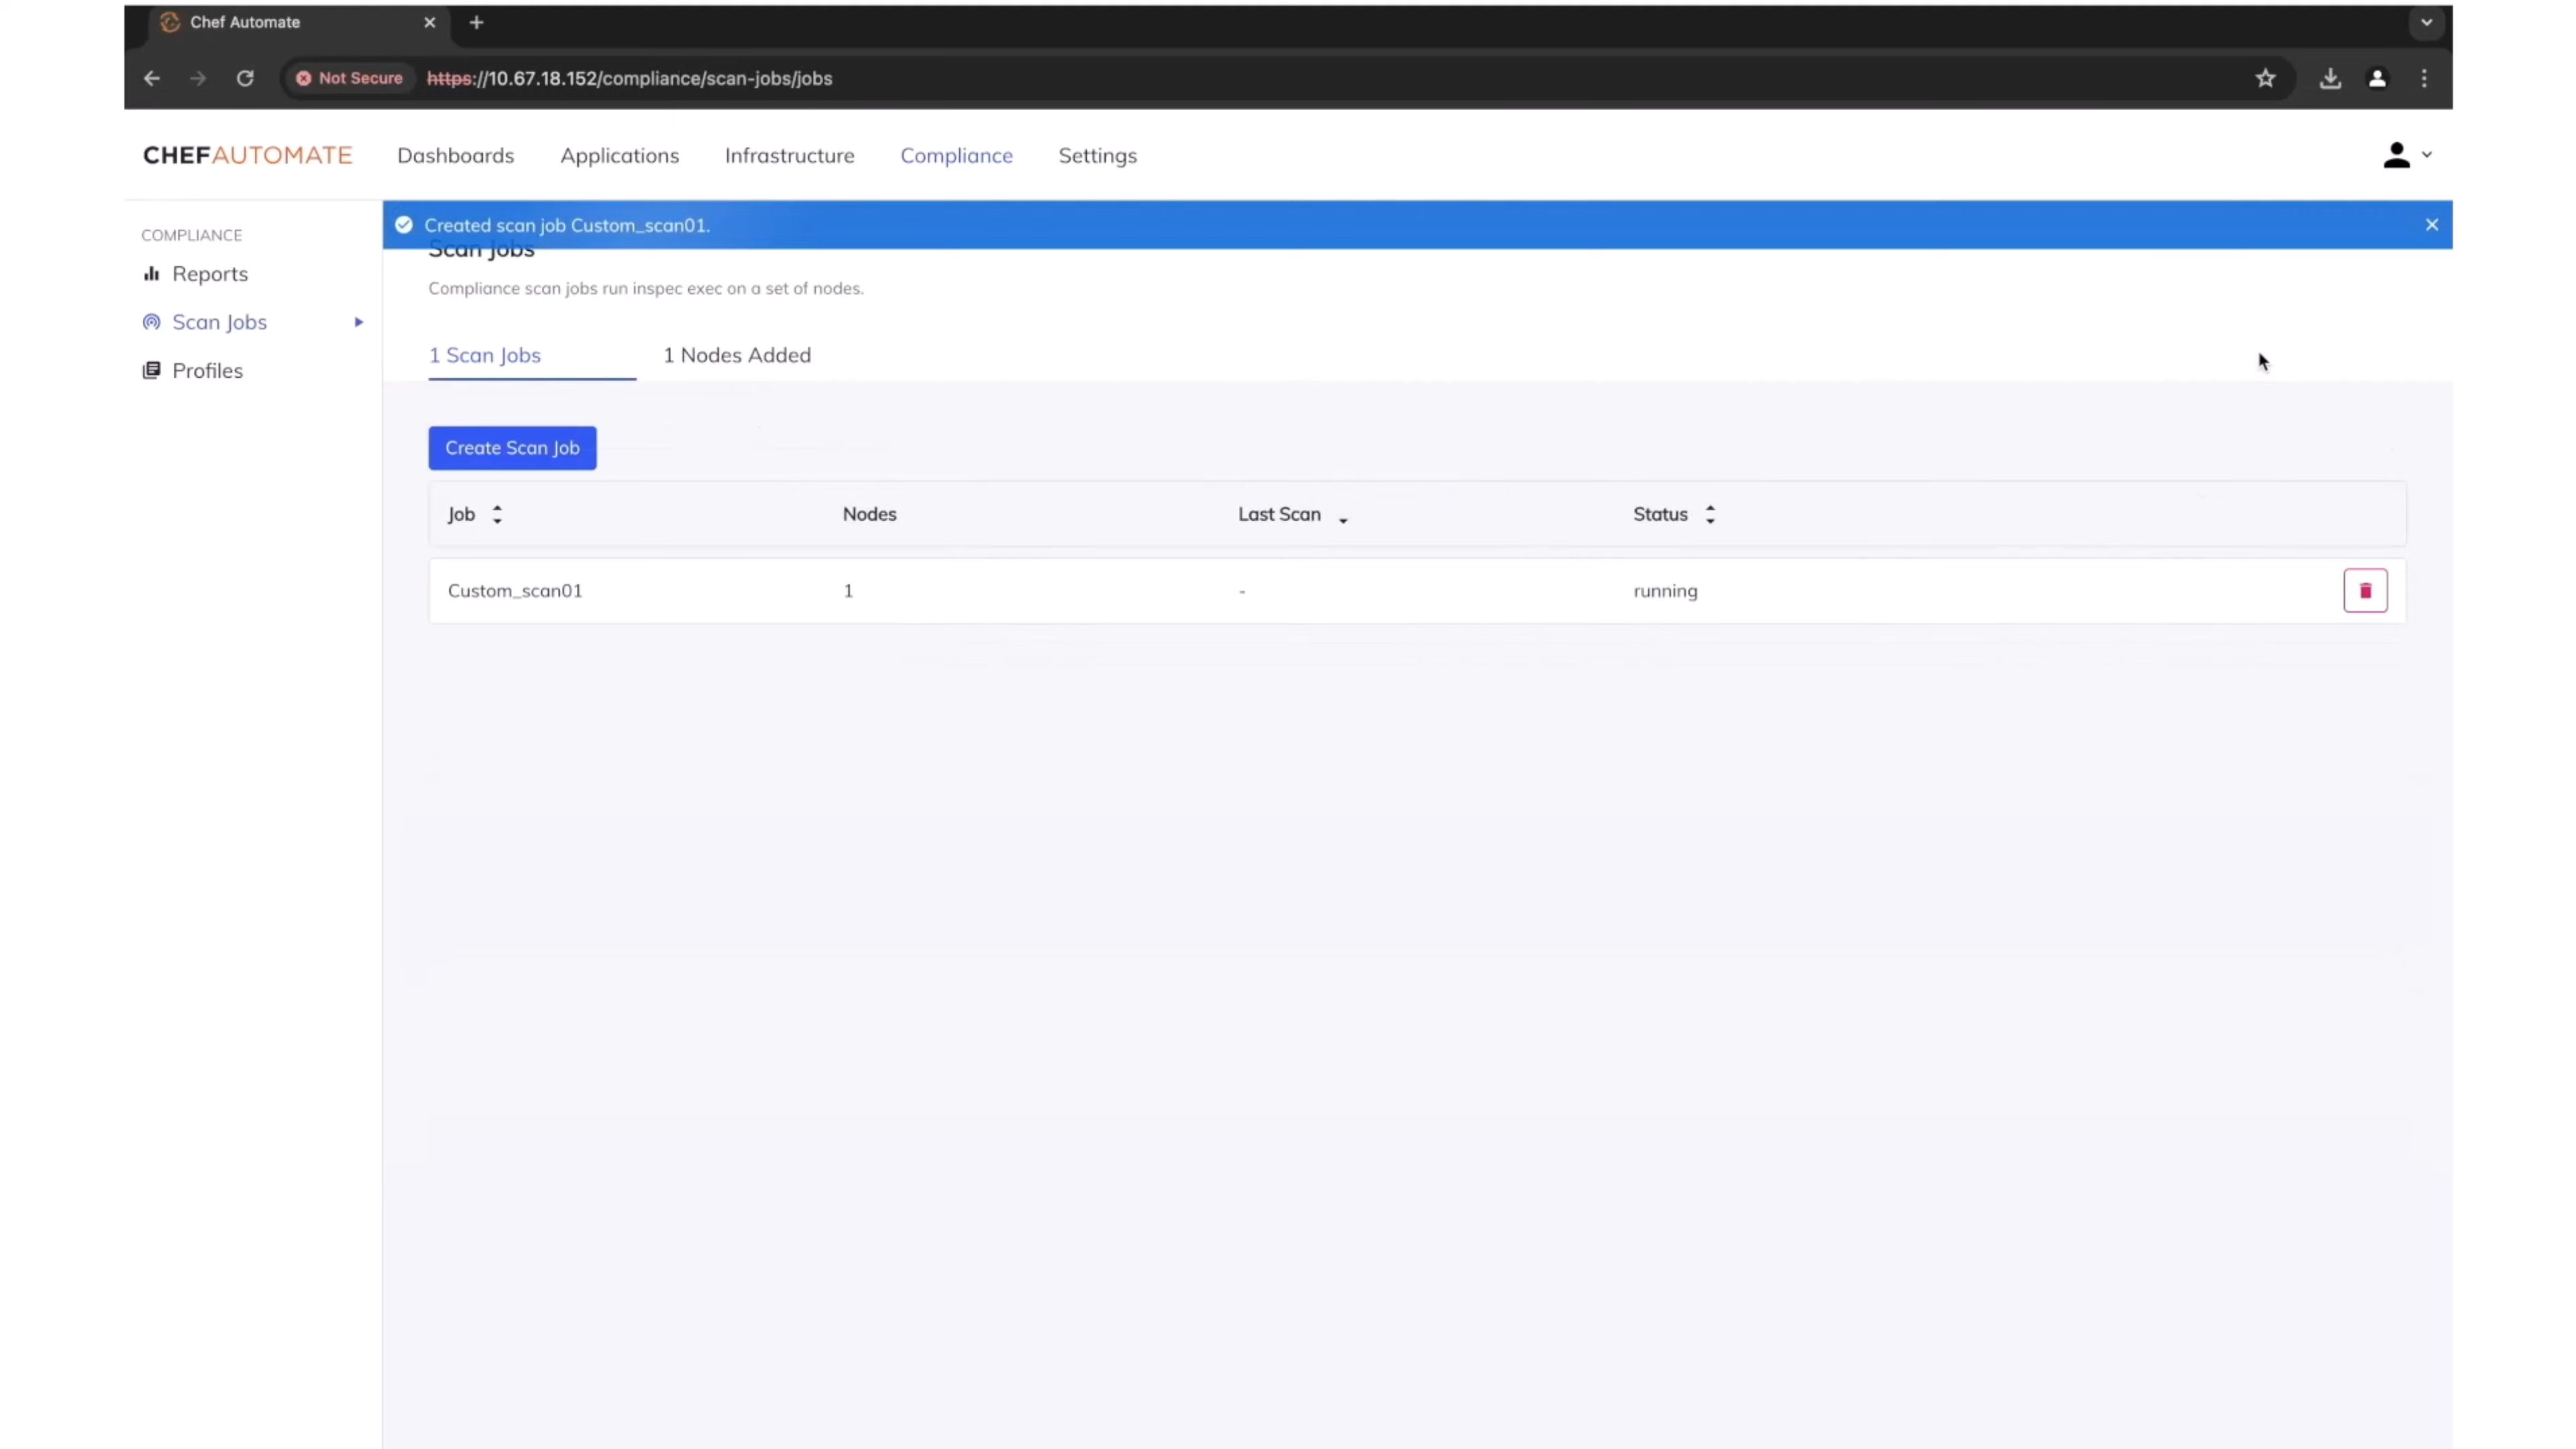 Chef Automate
Not Secure https://10.67.18.152/compliance/scan-jobs/jobs
CHEFAUTOMATE Dashboards Applications Infrastructure Compliance Settings
COMPLIANCE
Reports
Scan Jobs
Profiles
Created scan job Custom_scan01.
Scan Jobs
Compliance scan jobs run inspec exec on a set of nodes.
1 Scan Jobs 1 Nodes Added
Create Scan Job
Job Nodes Last Scan Status
Custom_scan01 1 - running